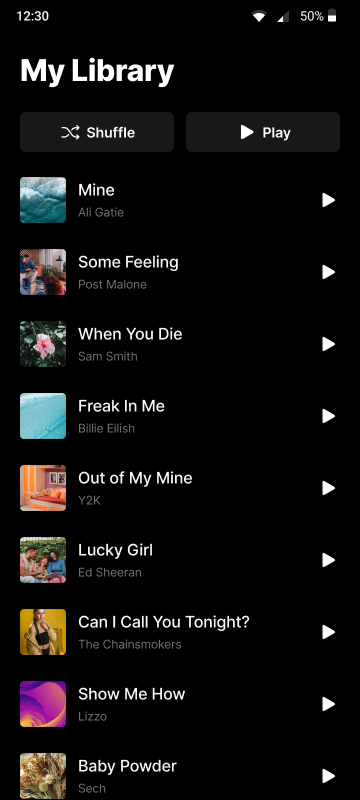 12:30
50%
My Library
Shuffle
Play
Mine
Ali Gatie
Some Feeling
Post Malone
When You Die
Sam Smith
Freak In Me
Billie Eilish
Out of My Mine
Y2K
Lucky Girl
Ed Sheeran
Can I Call You Tonight?
The Chainsmokers
Show Me How
Lizzo
Baby Powder
Sech